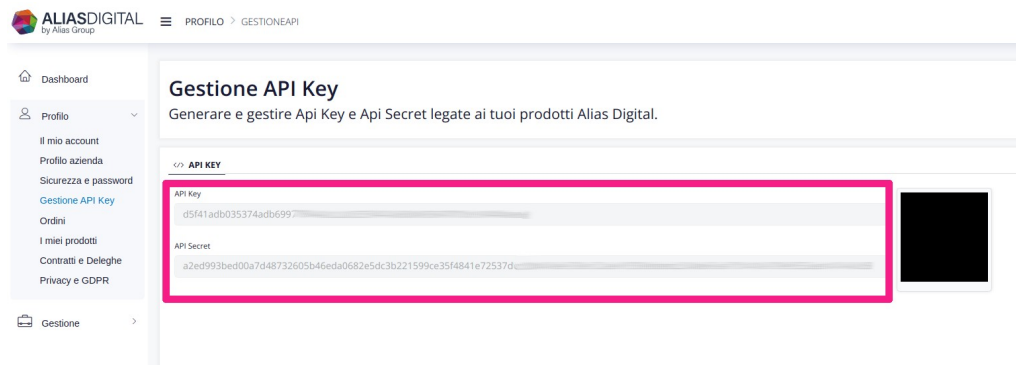 ALIASDIGITAL
by Alias Group
PROFILO > GESTIONEAPI
Dashboard
Profilo
Il mio account
Profilo azienda
Sicurezza e password
Gestione API Key
Ordini
I miei prodotti
Contratti e Deleghe
Privacy e GDPR
Gestione
Gestione API Key
Generare e gestire Api Key e Api Secret legate ai tuoi prodotti Alias Digital.
</> API KEY
API Key
d5f41adb035374adb699
API Secret
a2ed993bed00a7d48732605b46eda0682e5dc3b221599ce35f4841e72537d